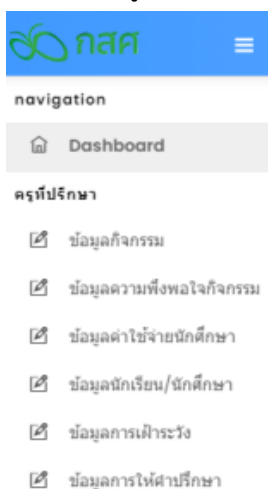 กสศ
navigation
Dashboard
ครูที่ปรึกษา
ข้อมูลกิจกรรม
ข้อมูลความพึงพอใจกิจกรรม
ข้อมูลค่าใช้จ่ายนักศึกษา
ข้อมูลนักเรียน/นักศึกษา
ข้อมูลการเฝ้าระวัง
ข้อมูลการให้คำปรึกษา